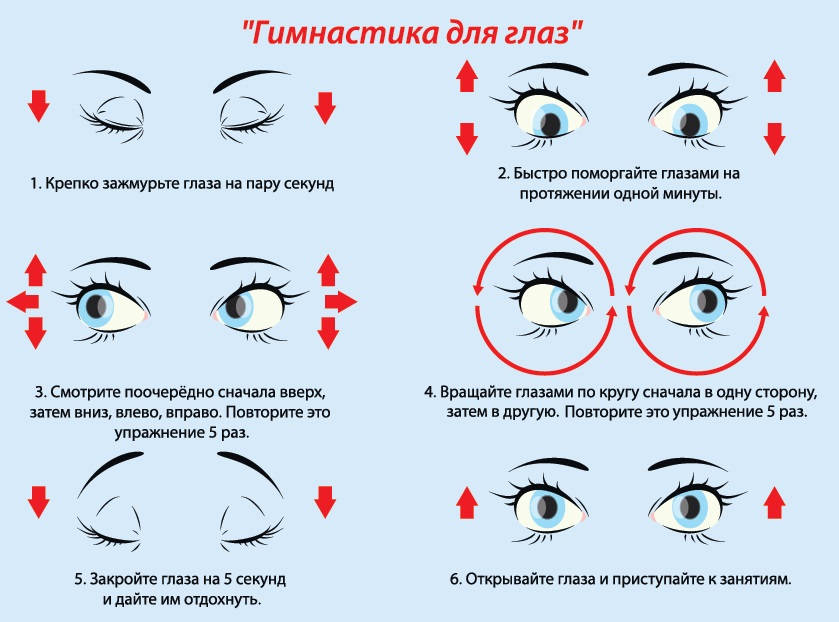 "Гимнастика для глаз"
1. Крепко зажмурьте глаза на пару секунд
2. Быстро поморгайте глазами на
протяжении одной минуты.
3. Смотрите поочерёдно сначала вверх,
затем вниз, влево, вправо. Повторите это
упражнение 5 раз.
4. Вращайте глазами по кругу сначала в одну сторону,
затем в другую. Повторите это упражнение 5 раз.
5. Закройте глаза на 5 секунд
и дайте им отдохнуть.
6. Открывайте глаза и приступайте к занятиям.